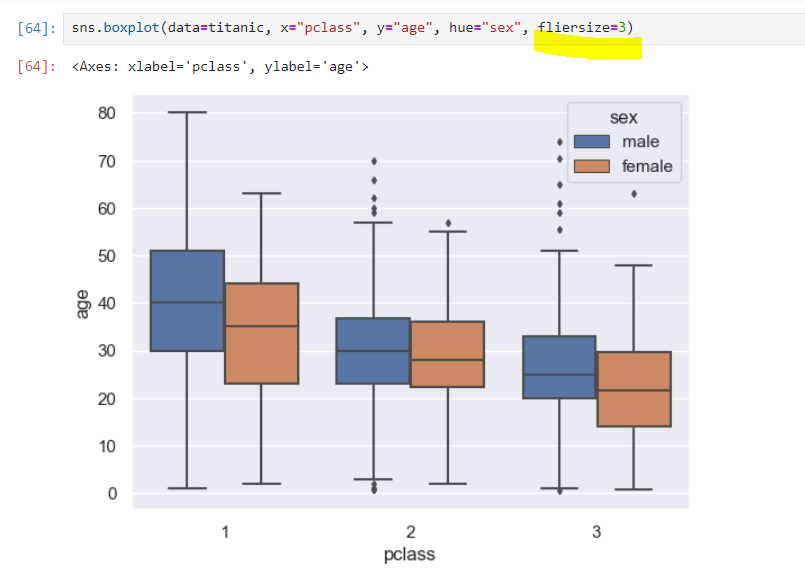 [64]: sns.boxplot(data=titanic, x="pclass", y="age", hue="sex", fliersize=3)
[64]: <Axes: xlabel='pclass', ylabel='age'>
sex
male
female
80
70
60
50
40
30
20
10
0
age
1 2 3
pclass